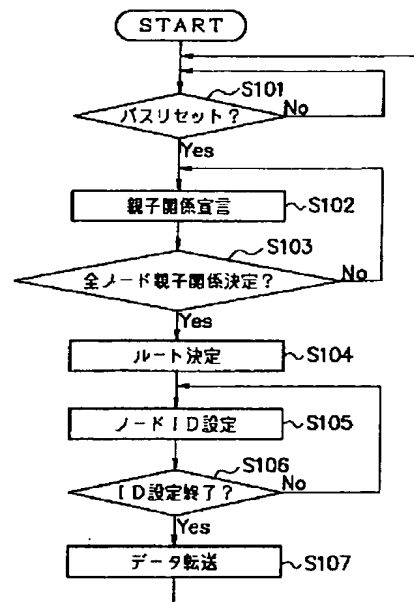 START
S101
バスリセット?
No
Yes
親子関係宣言
S102
S103
全ノード親子関係決定?
No
Yes
ルート決定
S104
ノードID設定
S105
S106
ID設定終了?
No
Yes
データ転送
S107